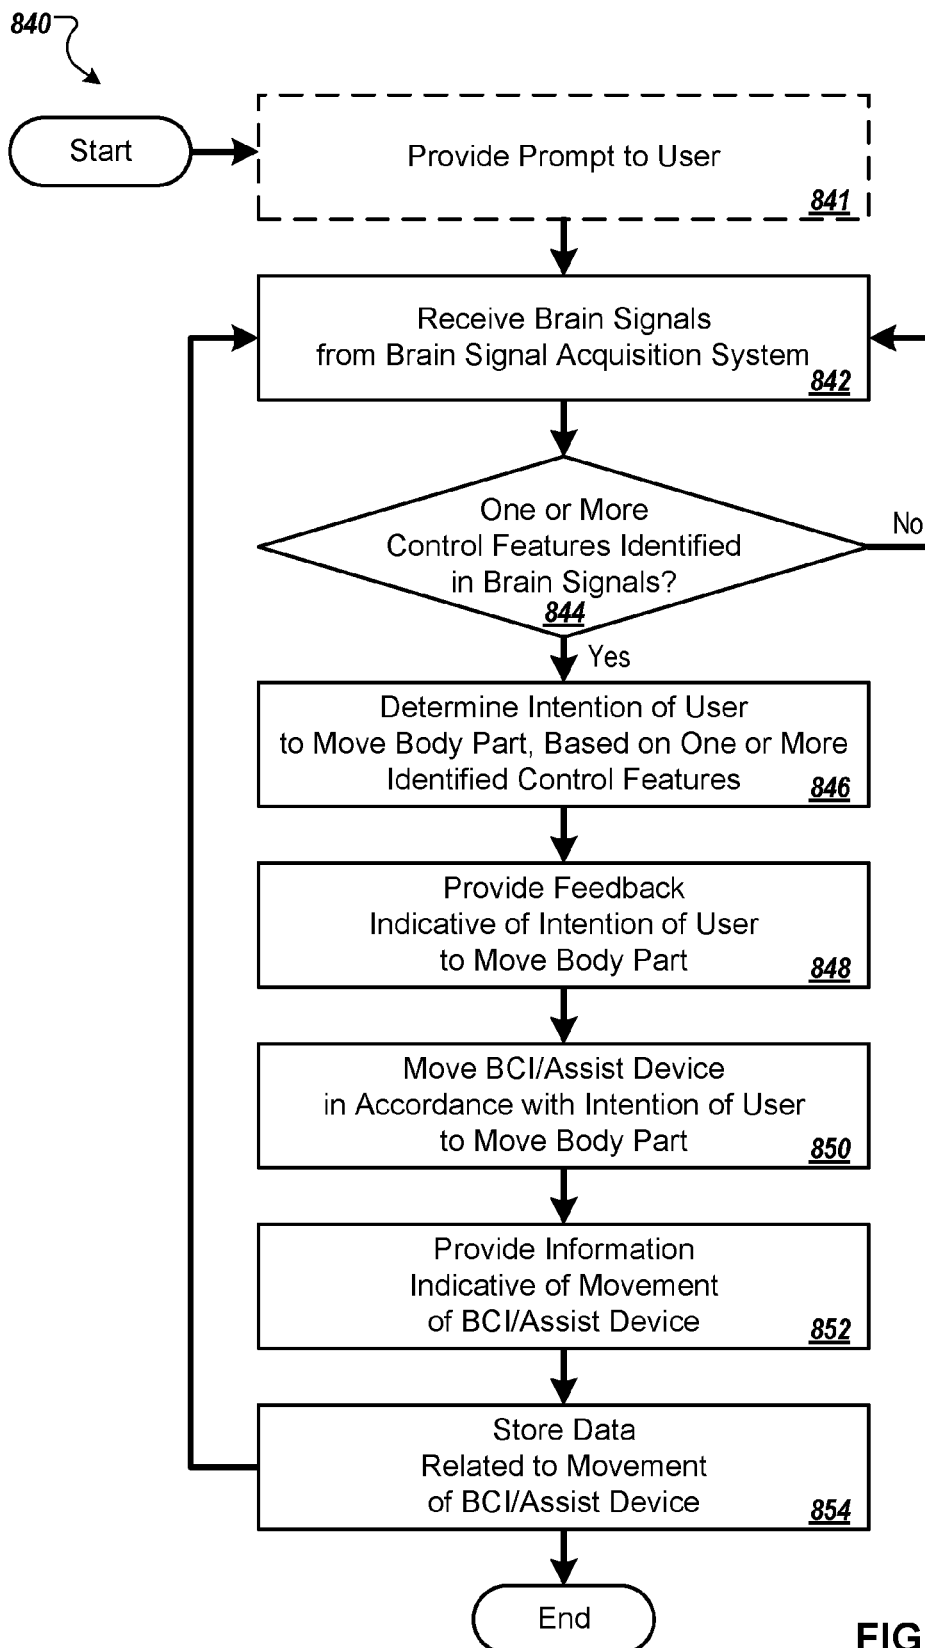 840
Start
Provide Prompt to User
841
Receive Brain Signals
from Brain Signal Acquisition System
842
One or More
Control Features Identified
in Brain Signals?
844
No
Yes
Determine Intention of User
to Move Body Part, Based on One or More
Identified Control Features
846
Provide Feedback
Indicative of Intention of User
to Move Body Part
848
Move BCI/Assist Device
in Accordance with Intention of User
to Move Body Part
850
Provide Information
Indicative of Movement
of BCI/Assist Device
852
Store Data
Related to Movement
of BCI/Assist Device
854
End
FIG